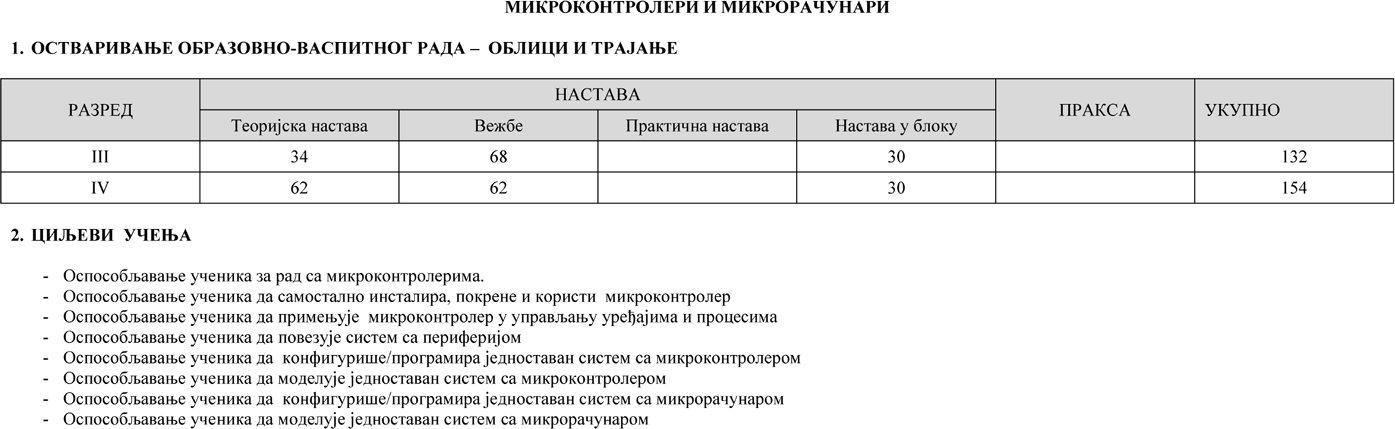 МИКРОКОНТРОЛЕРИ И МИКРОРАЧУНАРИ
1. ОСТВАРИВАЊЕ ОБРАЗОВНО-ВАСПИТНОГ РАДА – ОБЛИЦИ И ТРАЈАЊЕ
РАЗРЕД НАСТАВА ПРАКСА УКУПНО
Теоријска настава Вежбе Практична настава Настава у блоку
III 34 68 30 132
IV 62 62 30 154
2. ЦИЉЕВИ УЧЕЊА
- Оспособљавање ученика за рад са микроконтролерима.
- Оспособљавање ученика да самостално инсталира, покрене и користи микроконтролер
- Оспособљавање ученика да примењује микроконтролер у управљању уређајима и процесима
- Оспособљавање ученика да повезује систем са периферијом
- Оспособљавање ученика да конфигурише/програмира једноставан систем са микроконтролером
- Оспособљавање ученика да моделује једноставан систем са микроконтролером
- Оспособљавање ученика да конфигурише/програмира једноставан систем са микрорачунаром
- Оспособљавање ученика да моделује једноставан систем са микрорачунаром